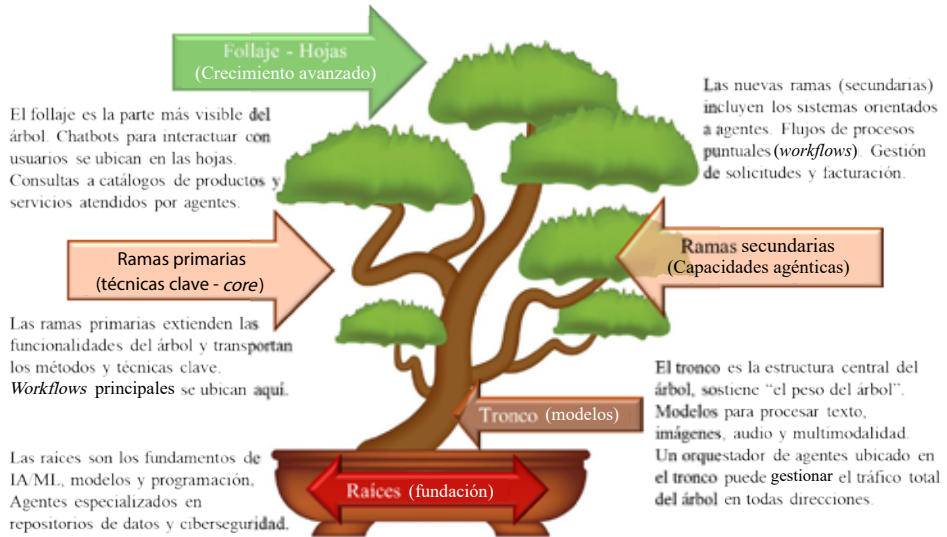 Follaje - Hojas
(Crecimiento avanzado)
El follaje es la parte más visible del
árbol. Chatbots para interactuar con
usuarios se ubican en las hojas.
Consultas a catálogos de productos y
servicios atendidos por agentes.
Las nuevas ramas (secundarias)
incluyen los sistemas orientados
a agentes. Flujos de procesos
puntuales (workflows). Gestión
de solicitudes y facturación.
Ramas primarias
(técnicas clave - core)
Ramas secundarias
(Capacidades agénticas)
Las ramas primarias extienden las
funcionalidades del árbol y transportan
los métodos y técnicas clave.
Workflows principales se ubican aquí.
El tronco es la estructura central del
árbol, sostiene “el peso del árbol”.
Modelos para procesar texto,
imágenes, audio y multimodalidad.
Un orquestador de agentes ubicado en
el tronco puede gestionar el tráfico total
del árbol en todas direcciones.
Tronco (modelos)
Las raíces son los fundamentos de
IA/ML, modelos y programación,
Agentes especializados en
repositorios de datos y ciberseguridad.
Raíces (fundación)